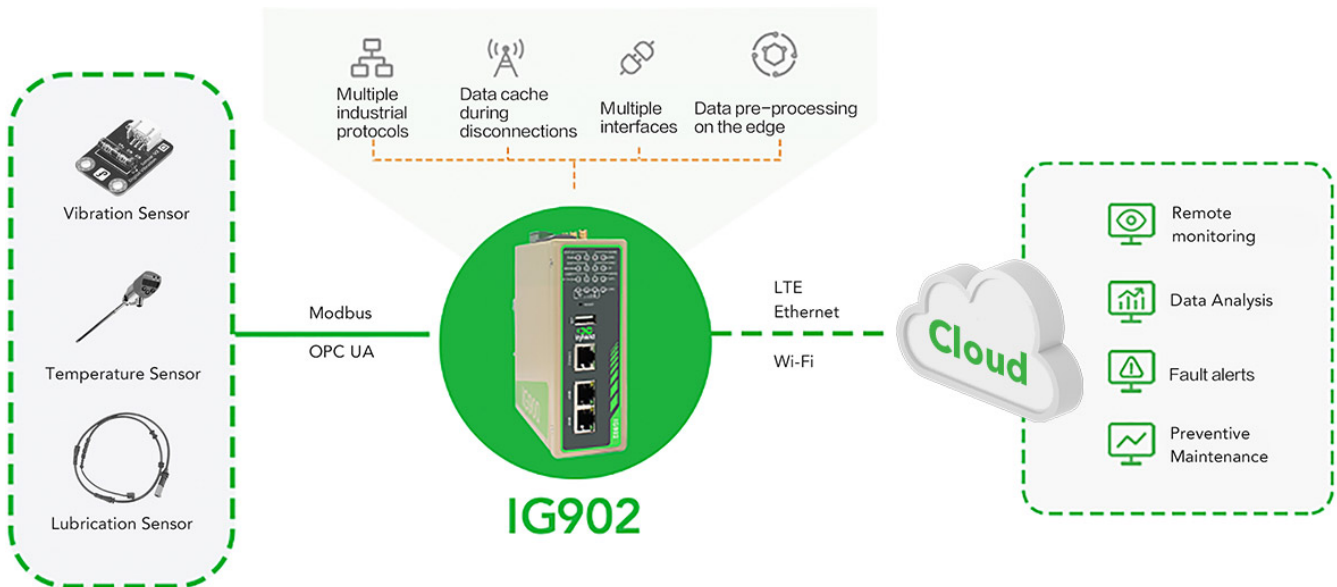 Multiple
industrial
protocols
Data cache
during
disconnections
Multiple
interfaces
Data pre-processing
on the edge
Vibration Sensor
Temperature Sensor
Lubrication Sensor
Modbus
OPC UA
IG902
IG902
LTE
Ethernet
Wi-Fi
Cloud
Remote
monitoring
Data Analysis
Fault alerts
Preventive
Maintenance